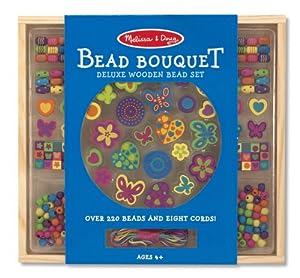 Melissa & Doug
BEAD BOUQUET
DELUXE WOODEN BEAD SET
OVER 220 BEADS AND EIGHT CORDS!
AGES 4+